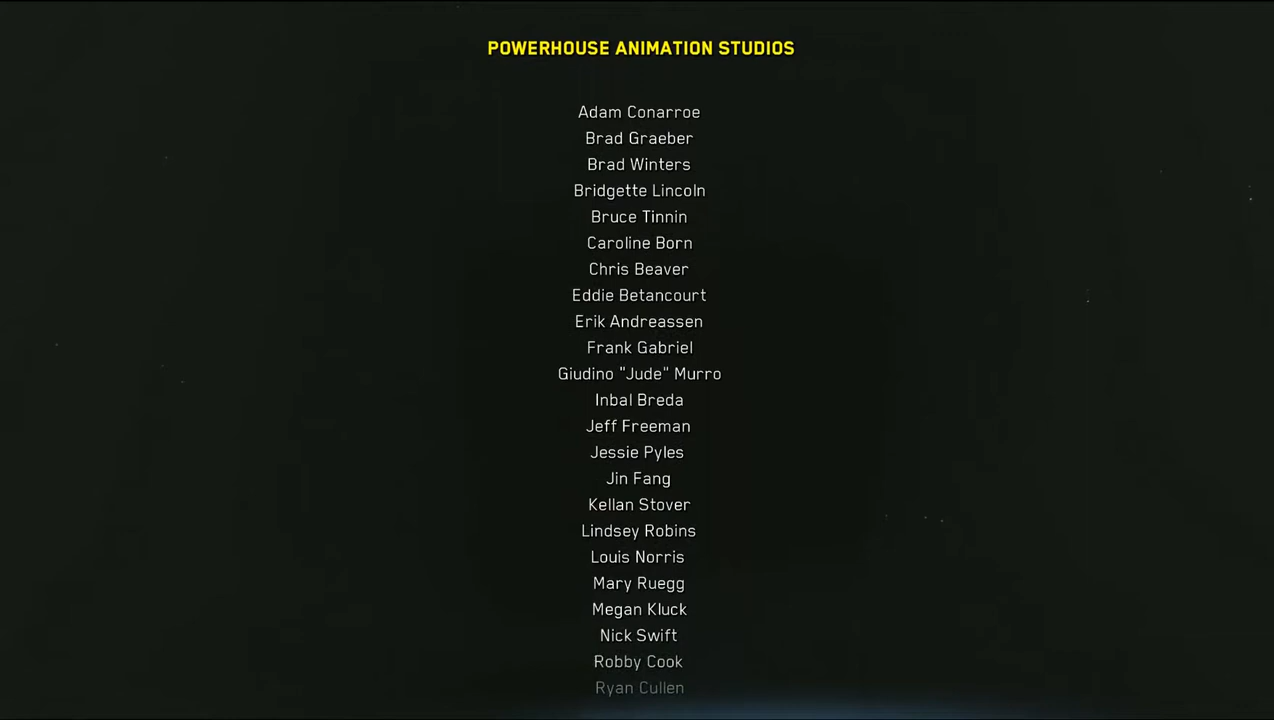 POWERHOUSE ANIMATION STUDIOS
Adam Conarroe
Brad Graeber
Brad Winters
Bridgette Lincoln
Bruce Tinnin
Caroline Born
Chris Beaver
Eddie Betancourt
Erik Andreassen
Frank Gabriel
Giudino "Jude" Murro
Inbal Breda
Jeff Freeman
Jessie Pyles
Jin Fang
Kellan Stover
Lindsey Robins
Louis Norris
Mary Ruegg
Megan Kluck
Nick Swift
Robby Cook
Ryan Cullen